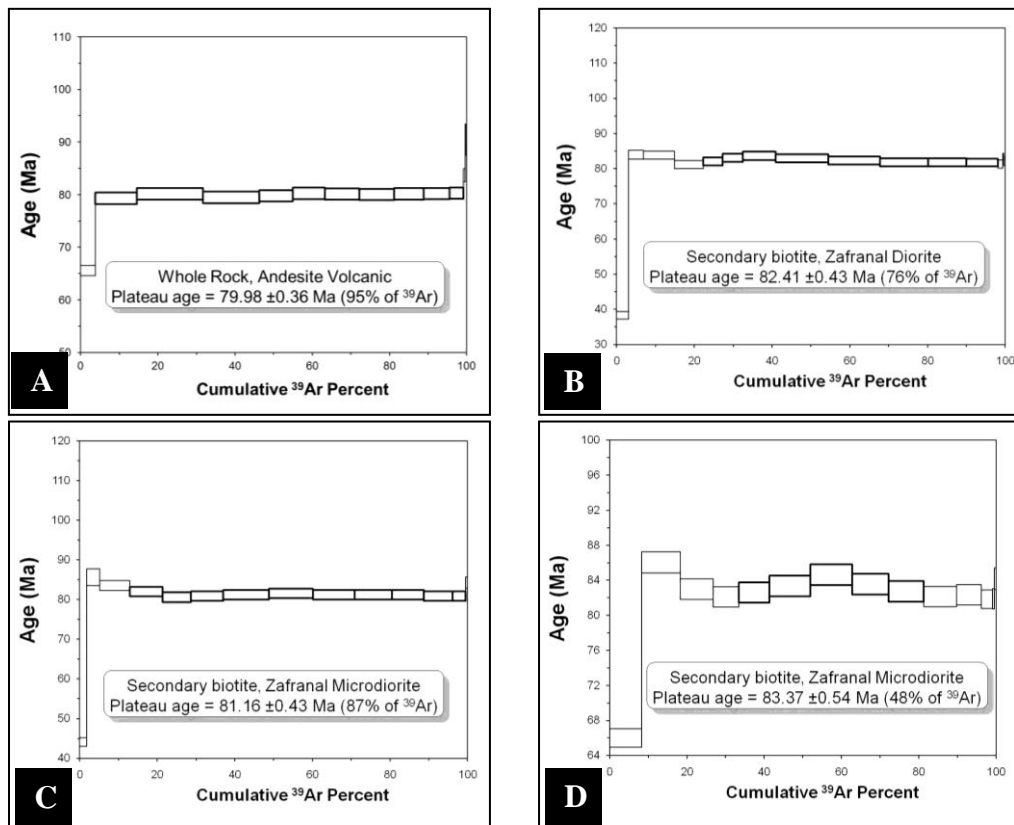 110
100
90
80
70
60
50
Age (Ma)
Whole Rock, Andesite Volcanic
Plateau age = 79.98 ±0.36 Ma (95% of ³⁹Ar)
0 20 40 60 80 100
Cumulative ³⁹Ar Percent
A
120
110
100
90
80
70
60
50
40
30
Age (Ma)
Secondary biotite, Zafranal Diorite
Plateau age = 82.41 ±0.43 Ma (76% of ³⁹Ar)
0 20 40 60 80 100
Cumulative ³⁹Ar Percent
B
120
110
100
90
80
70
60
50
40
Age (Ma)
Secondary biotite, Zafranal Microdiorite
Plateau age = 81.16 ±0.43 Ma (87% of ³⁹Ar)
0 20 40 60 80 100
Cumulative ³⁹Ar Percent
C
100
96
92
88
84
80
76
72
68
64
Age (Ma)
Secondary biotite, Zafranal Microdiorite
Plateau age = 83.37 ±0.54 Ma (48% of ³⁹Ar)
0 20 40 60 80 100
Cumulative ³⁹Ar Percent
D